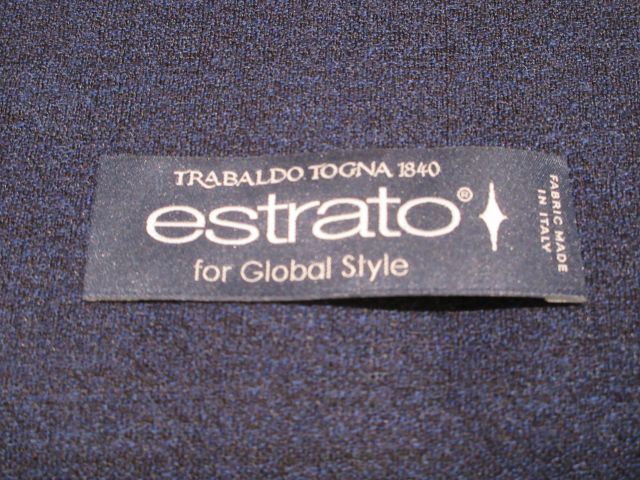 TRABALDO TOGNA 1840
estrato®
for Global Style
FABRIC MADE
IN ITALY